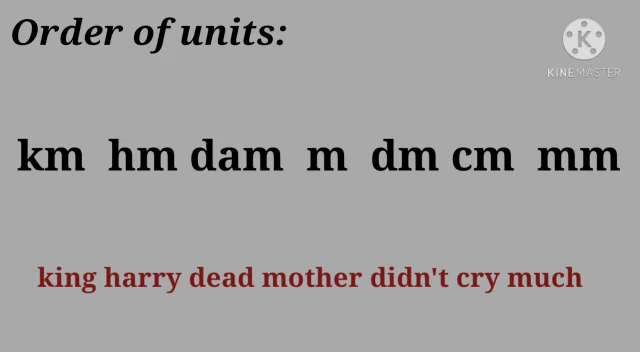 Order of units:
KINEMASTER
km hm dam m dm cm mm
king harry dead mother didn't cry much